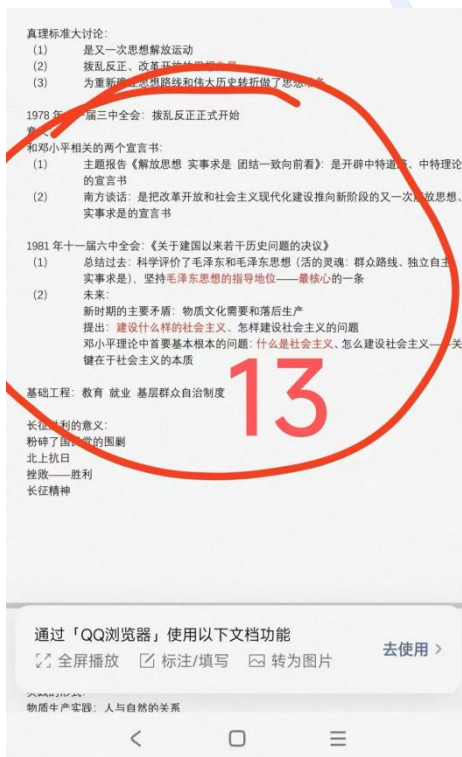 真理标准大讨论：
(1) 是又一次思想解放运动
(2) 拨乱反正、改革开放的思想
(3) 为重新确立思想路线和伟大历史转折做了思想准备
1978 年十一届三中全会：拨乱反正正式开始
意义
和邓小平相关的两个宣言书：
(1) 主题报告《解放思想 实事求是 团结一致向前看》：是开辟中特道路、中特理论
的宣言书
(2) 南方谈话：是把改革开放和社会主义现代化建设推向新阶段的又一次解放思想、
实事求是的宣言书
1981 年十一届六中全会：《关于建国以来若干历史问题的决议》
(1) 总结过去：科学评价了毛泽东和毛泽东思想（活的灵魂：群众路线、独立自主
实事求是），坚持毛泽东思想的指导地位——最核心的一条
(2) 未来：
新时期的主要矛盾：物质文化需要和落后生产
提出：建设什么样的社会主义、怎样建设社会主义的问题
邓小平理论中首要基本根本的问题：什么是社会主义、怎么建设社会主义——关
键在于社会主义的本质
13
基础工程：教育 就业 基层群众自治制度
长征胜利的意义：
粉碎了国民党的围剿
北上抗日
挫败——胜利
长征精神
通过「QQ浏览器」使用以下文档功能
去使用 >
全屏播放 标注/填写 转为图片
物质生产实践：人与自然的关系